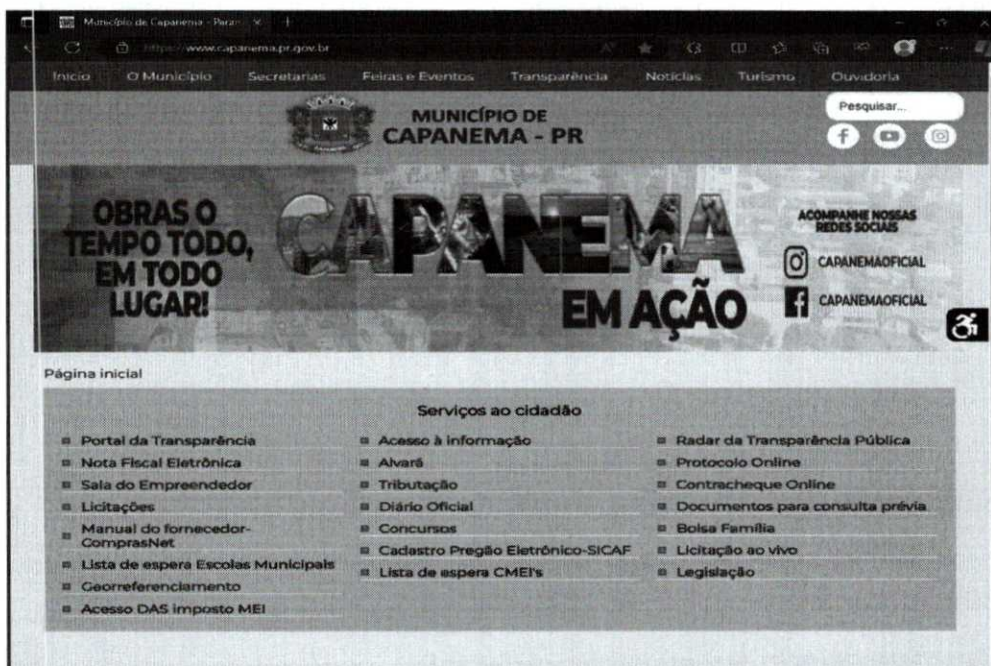 Município de Capanema - Paran
https://www.capanema.pr.gov.br
Início O Município Secretarias Feiras e Eventos Transparência Notícias Turismo Ouvidoria
MUNICÍPIO DE
CAPANEMA - PR
Pesquisar...
OBRAS O
TEMPO TODO,
EM TODO
LUGAR!
CAPANEMA
EM AÇÃO
ACOMPANHE NOSSAS
REDES SOCIAIS
CAPANEMAOFICIAL
CAPANEMAOFICIAL
Página inicial
Serviços ao cidadão
Portal da Transparência
Nota Fiscal Eletrônica
Sala do Empreendedor
Licitações
Manual do fornecedor-
ComprasNet
Lista de espera Escolas Municipais
Georreferenciamento
Acesso DAS imposto MEI
Acesso à informação
Alvará
Tributação
Diário Oficial
Concursos
Cadastro Pregão Eletrônico-SICAF
Lista de espera CMEI's
Radar da Transparência Pública
Protocolo Online
Contracheque Online
Documentos para consulta prévia
Bolsa Família
Licitação ao vivo
Legislação